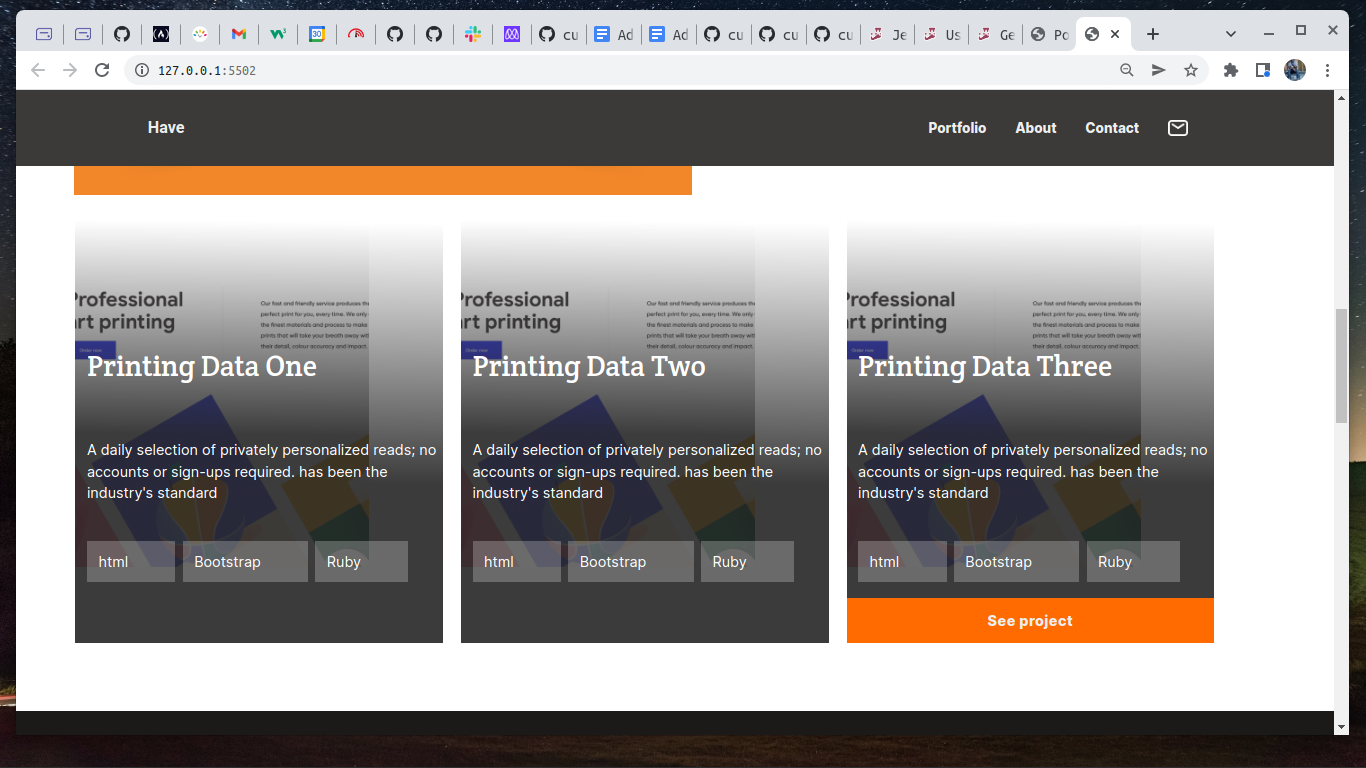 30
cu
Ad
Ad
cu
cu
cu
Je
Us
Ge
Po
127.0.0.1:5502
Have
Portfolio
About
Contact
Professional
art printing
Our fast and friendly service produces the
perfect print for you, every time. We only
the finest materials and process to make
prints that will take your breath away with
their detail, colour accuracy and impact.
Order now
Printing Data One
A daily selection of privately personalized reads; no
accounts or sign-ups required. has been the
industry's standard
html
Bootstrap
Ruby
Professional
art printing
Our fast and friendly service produces the
perfect print for you, every time. We only
the finest materials and process to make
prints that will take your breath away with
their detail, colour accuracy and impact.
Order now
Printing Data Two
A daily selection of privately personalized reads; no
accounts or sign-ups required. has been the
industry's standard
html
Bootstrap
Ruby
Professional
art printing
Our fast and friendly service produces the
perfect print for you, every time. We only
the finest materials and process to make
prints that will take your breath away with
their detail, colour accuracy and impact.
Order now
Printing Data Three
A daily selection of privately personalized reads; no
accounts or sign-ups required. has been the
industry's standard
html
Bootstrap
Ruby
See project